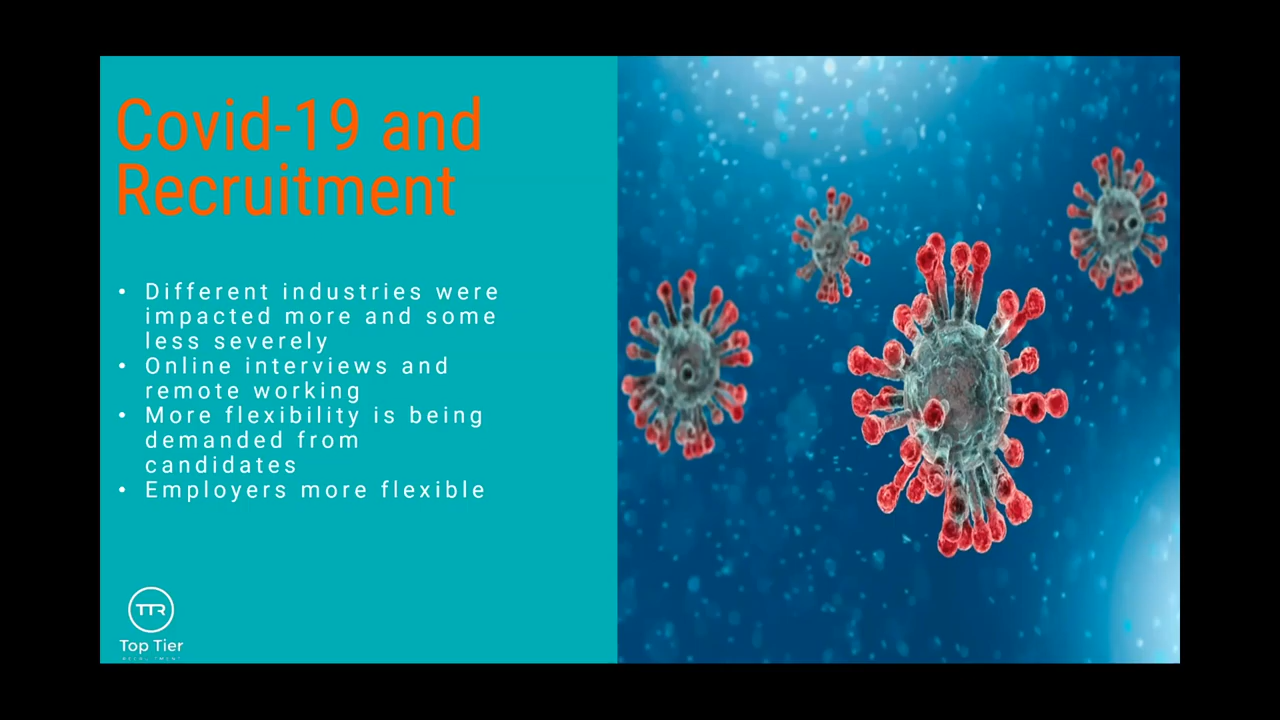 Covid-19 and
Recruitment
• Different industries were
impacted more and some
less severely
• Online interviews and
remote working
• More flexibility is being
demanded from
candidates
• Employers more flexible
TTR
Top Tier